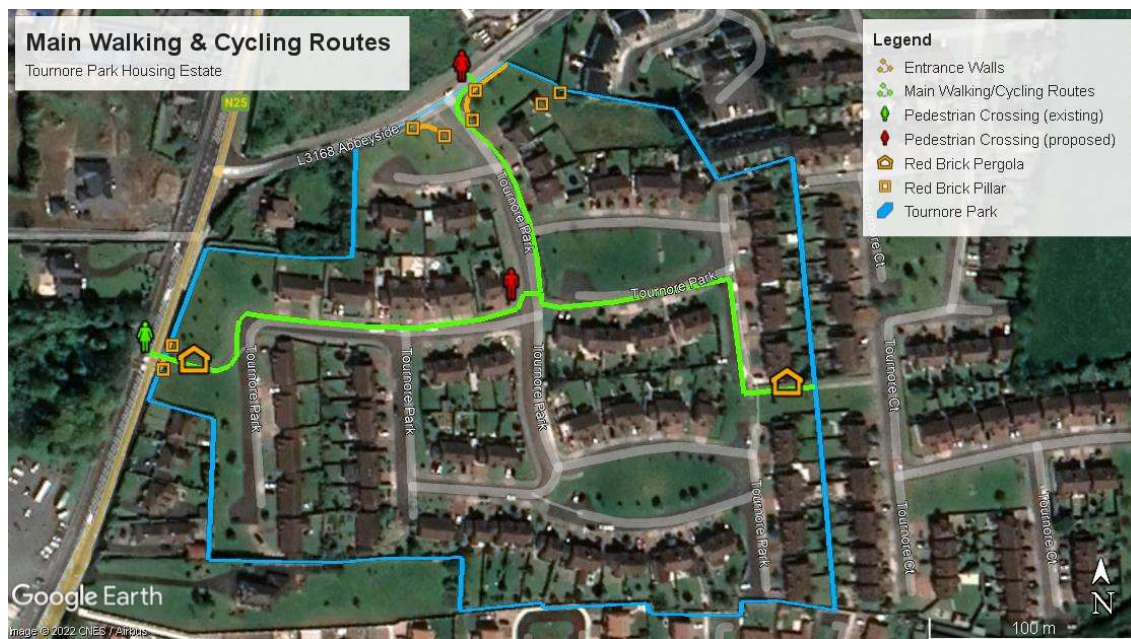 Main Walking & Cycling Routes
Tournore Park Housing Estate
Legend
Entrance Walls
Main Walking/Cycling Routes
Pedestrian Crossing (existing)
Pedestrian Crossing (proposed)
Red Brick Pergola
Red Brick Pillar
Tournore Park
N25
L3168 Abbeyside
Tournore Park
Tournore Park
Tournore Park
Tournore Park
Tournore Park
Tournore Park
Tournore Ct
Tournore Ct
Tournore Ct
Tournore Ct
Google Earth
Image © 2022 CNES / Airbus
N
100 m